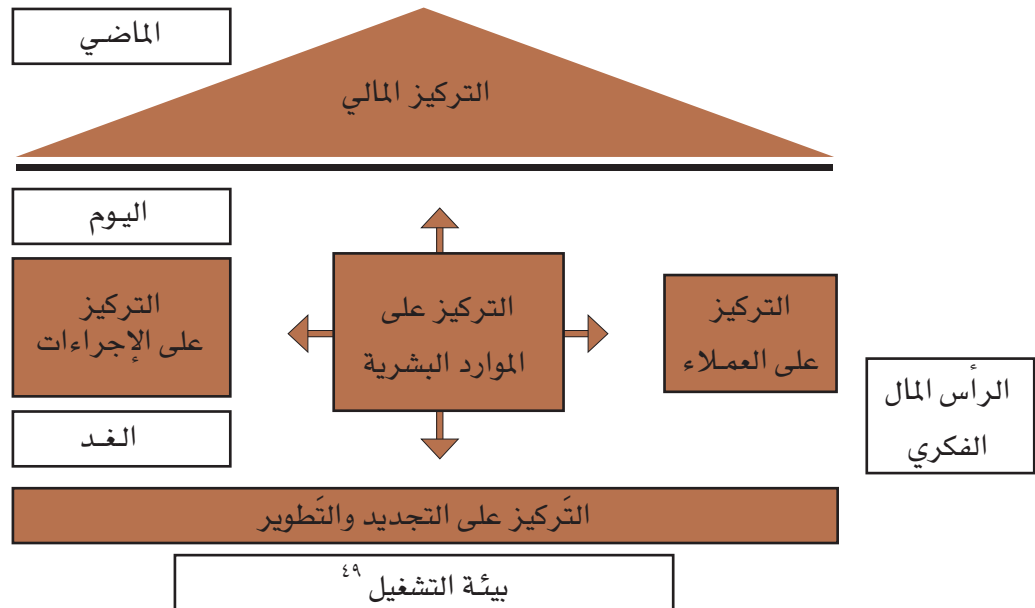 الماضي
التركيز المالي
اليوم
التركيز
على العملاء
التركيز على
الموارد البشرية
التركيز
على الإجراءات
الرأس المال
الفكري
الغد
التَركيز على التجديد والتَطوير
بيئة التشغيل ٤٩